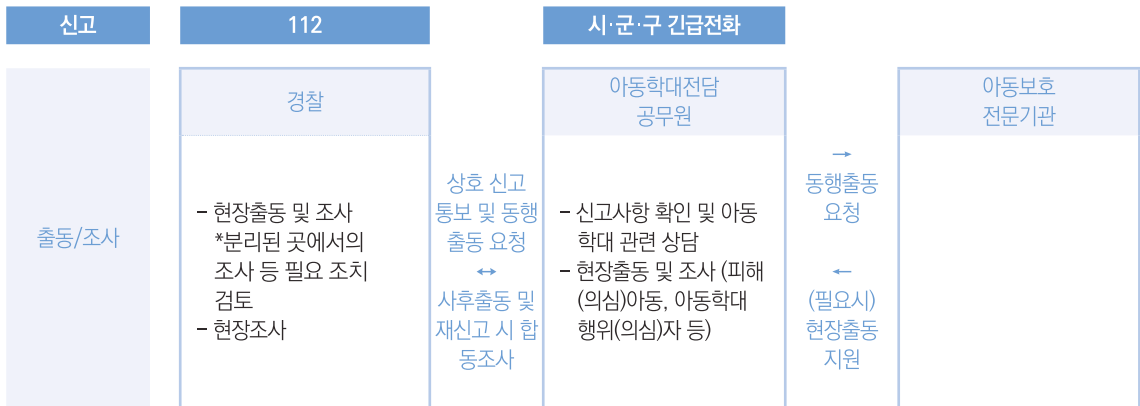 신고
112
시·군·구 긴급전화
출동/조사
경찰
– 현장출동 및 조사
*분리된 곳에서의
조사 등 필요 조치
검토
– 현장조사
상호 신고
통보 및 동행
출동 요청
↔
사후출동 및
재신고 시 합
동조사
아동학대전담
공무원
– 신고사항 확인 및 아동
학대 관련 상담
– 현장출동 및 조사 (피해
(의심)아동, 아동학대
행위(의심)자 등)
→
동행출동
요청
←
(필요시)
현장출동
지원
아동보호
전문기관